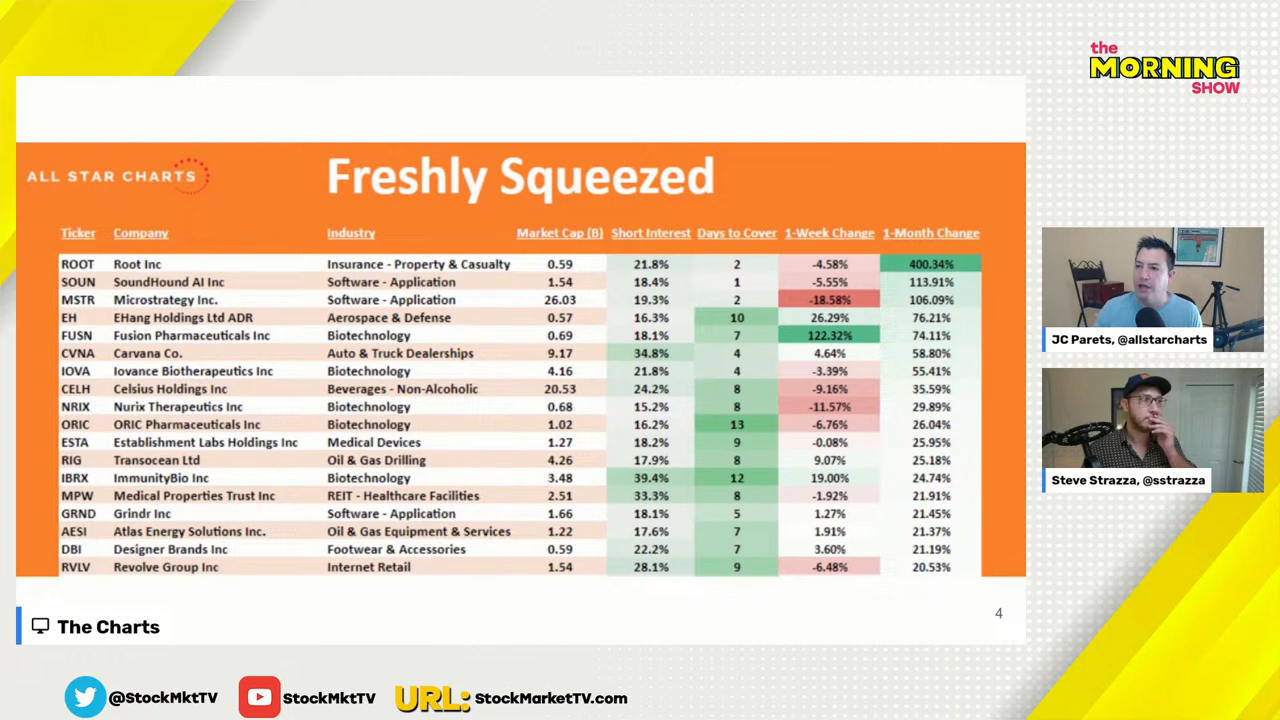 the
MORNING
SHOW
ALL STAR CHARTS
Freshly Squeezed
Ticker Company Industry Market Cap (B) Short Interest Days to Cover 1-Week Change 1-Month Change
ROOT Root Inc Insurance - Property & Casualty 0.59 21.8% 2 -4.58% 400.34%
SOUN SoundHound AI Inc Software - Application 1.54 18.4% 1 -5.55% 113.91%
MSTR Microstrategy Inc. Software - Application 26.03 19.3% 2 -18.58% 106.09%
EH EHang Holdings Ltd ADR Aerospace & Defense 0.57 16.3% 10 26.29% 76.21%
FUSN Fusion Pharmaceuticals Inc Biotechnology 0.69 18.1% 7 122.32% 74.11%
CVNA Carvana Co. Auto & Truck Dealerships 9.17 34.8% 4 4.64% 58.80%
IOVA Iovance Biotherapeutics Inc Biotechnology 4.16 21.8% 4 -3.39% 55.41%
CELH Celsius Holdings Inc Beverages - Non-Alcoholic 20.53 24.2% 8 -9.16% 35.59%
NRIX Nurix Therapeutics Inc Biotechnology 0.68 15.2% 8 -11.57% 29.89%
ORIC ORIC Pharmaceuticals Inc Biotechnology 1.02 16.2% 13 -6.76% 26.04%
ESTA Establishment Labs Holdings Inc Medical Devices 1.27 18.2% 9 -0.08% 25.95%
RIG Transocean Ltd Oil & Gas Drilling 4.26 17.9% 8 9.07% 25.18%
IBRX ImmunityBio Inc Biotechnology 3.48 39.4% 12 19.00% 24.74%
MPW Medical Properties Trust Inc REIT - Healthcare Facilities 2.51 33.3% 8 -1.92% 21.91%
GRND Grindr Inc Software - Application 1.66 18.1% 5 1.27% 21.45%
AESI Atlas Energy Solutions Inc. Oil & Gas Equipment & Services 1.22 17.6% 7 1.91% 21.37%
DBI Designer Brands Inc Footwear & Accessories 0.59 22.2% 7 3.60% 21.19%
RVLV Revolve Group Inc Internet Retail 1.54 28.1% 9 -6.48% 20.53%
JC Parets, @allstarcharts
Steve Strazza, @sstrazza
4
The Charts
@StockMktTV StockMktTV URL: StockMarketTV.com